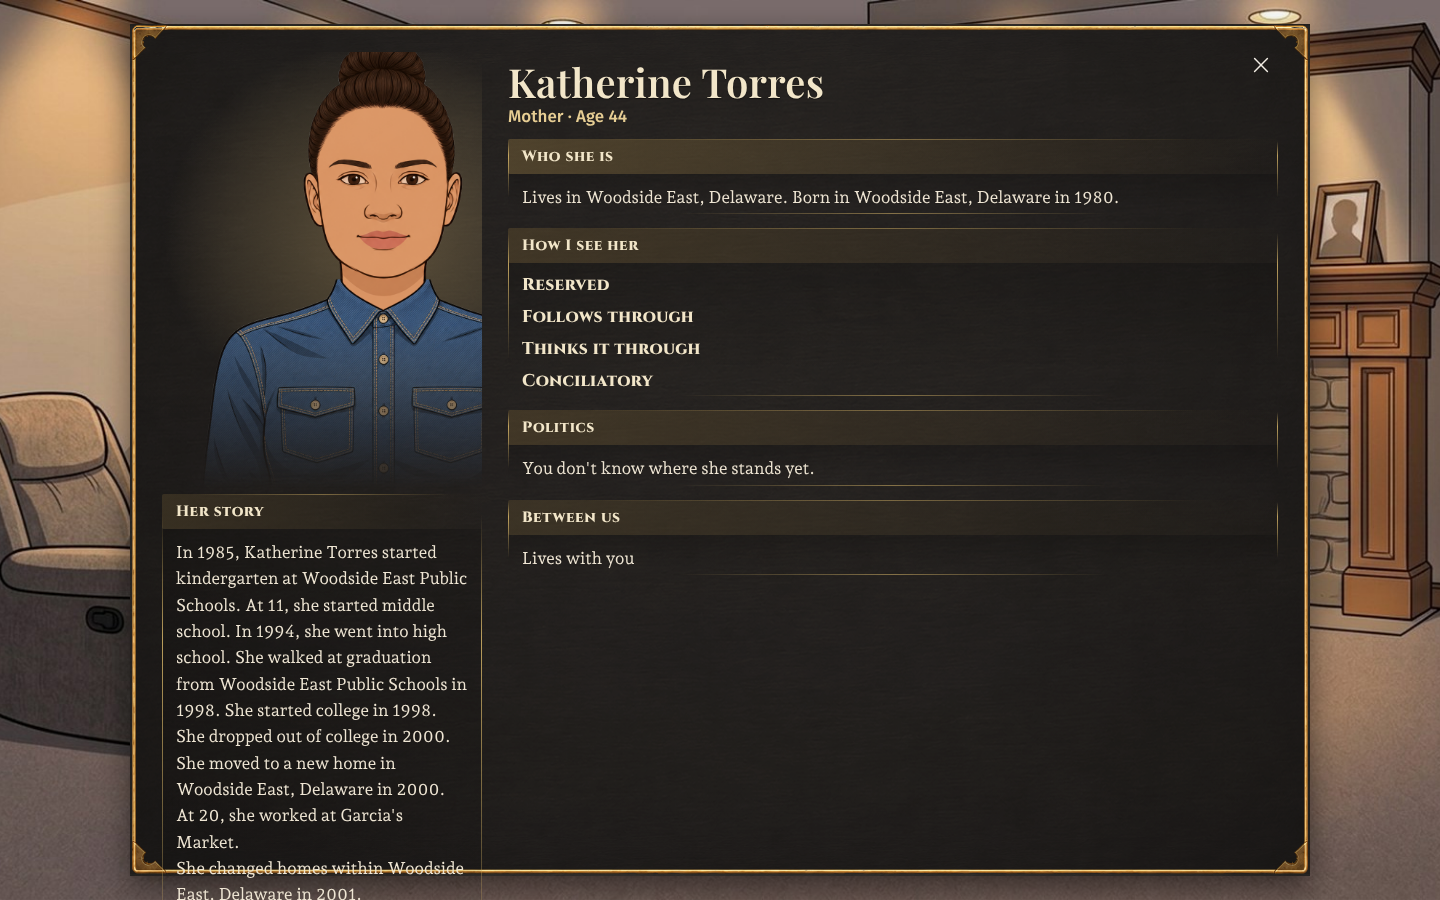 Katherine Torres
Mother · Age 44
Who she is
Lives in Woodside East, Delaware. Born in Woodside East, Delaware in 1980.
How I see her
Reserved
Follows through
Thinks it through
Conciliatory
Politics
You don't know where she stands yet.
Between us
Lives with you
Her story
In 1985, Katherine Torres started
kindergarten at Woodside East Public
Schools. At 11, she started middle
school. In 1994, she went into high
school. She walked at graduation
from Woodside East Public Schools in
1998. She started college in 1998.
She dropped out of college in 2000.
She moved to a new home in
Woodside East, Delaware in 2000.
At 20, she worked at Garcia's
Market.
She changed homes within Woodside
East, Delaware in 2001.